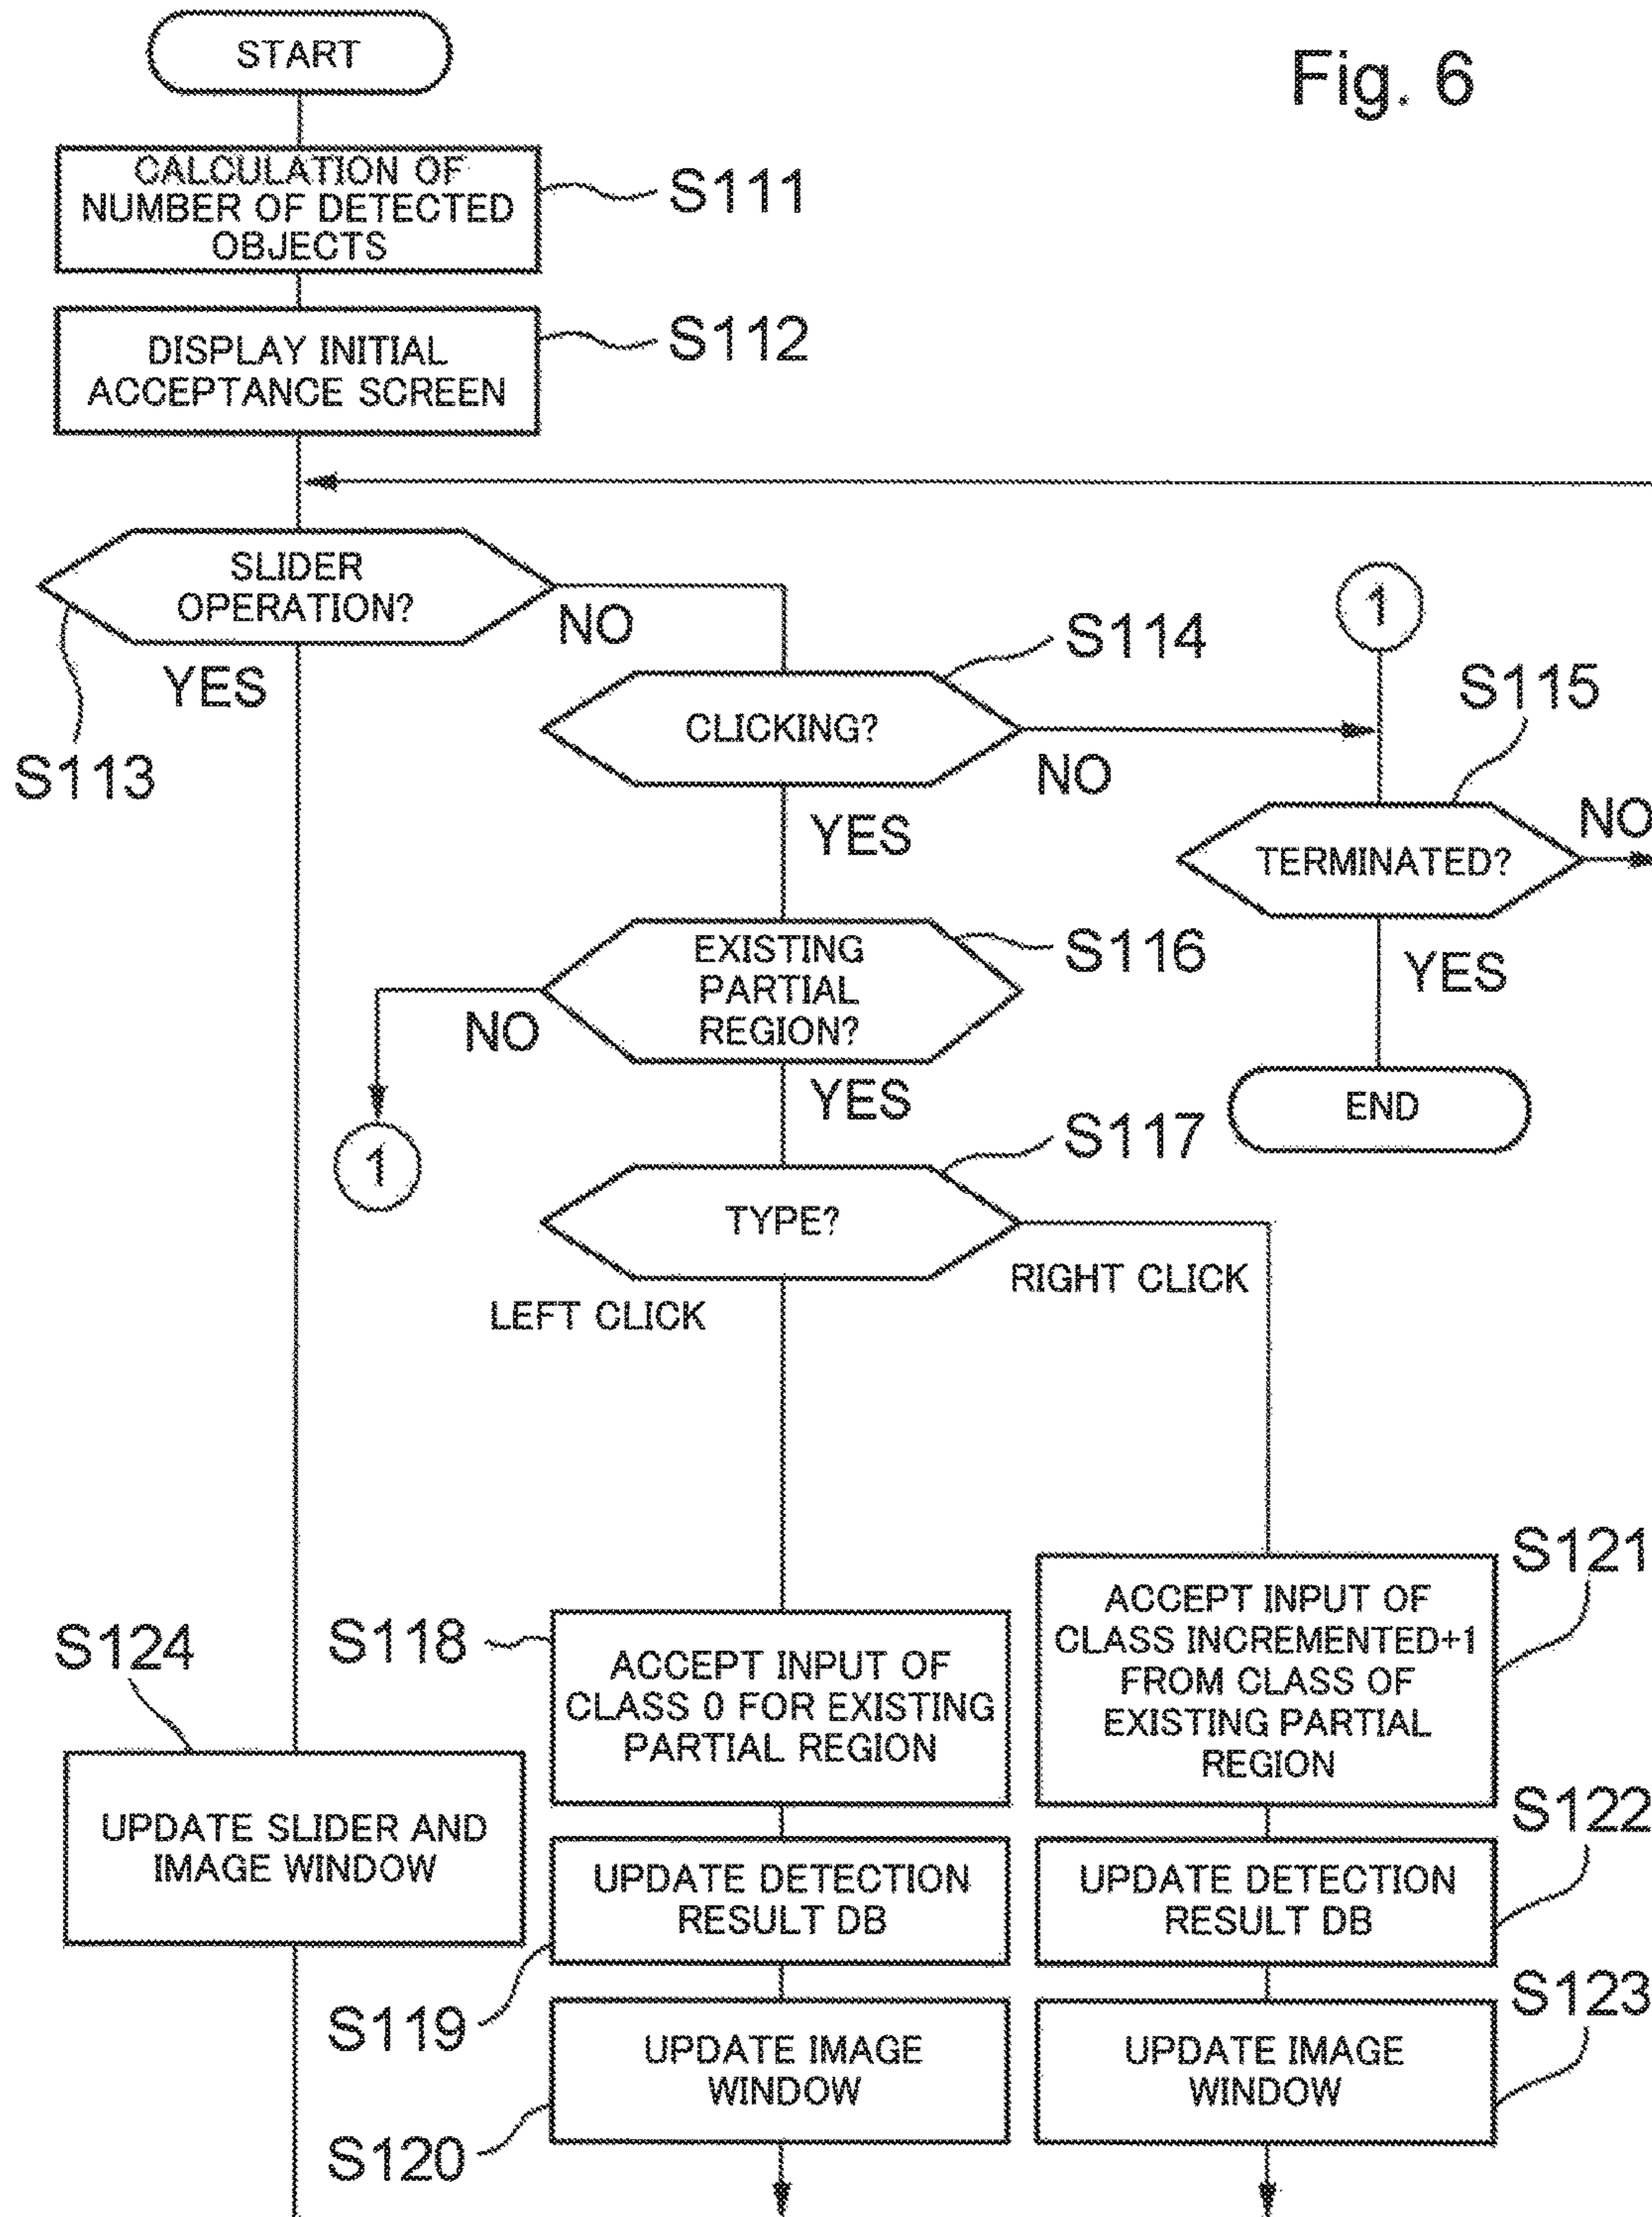 Fig. 6
START
CALCULATION OF
NUMBER OF DETECTED
OBJECTS
S111
DISPLAY INITIAL
ACCEPTANCE SCREEN
S112
SLIDER
OPERATION?
NO
YES
S113
CLICKING?
S114
NO
YES
1
S115
TERMINATED?
NO
YES
END
EXISTING
PARTIAL
REGION?
S116
NO
YES
1
TYPE?
S117
LEFT CLICK
RIGHT CLICK
S124
UPDATE SLIDER AND
IMAGE WINDOW
S118
ACCEPT INPUT OF
CLASS 0 FOR EXISTING
PARTIAL REGION
UPDATE DETECTION
RESULT DB
S119
UPDATE IMAGE
WINDOW
S120
S121
ACCEPT INPUT OF
CLASS INCREMENTED+1
FROM CLASS OF
EXISTING PARTIAL
REGION
S122
UPDATE DETECTION
RESULT DB
S123
UPDATE IMAGE
WINDOW